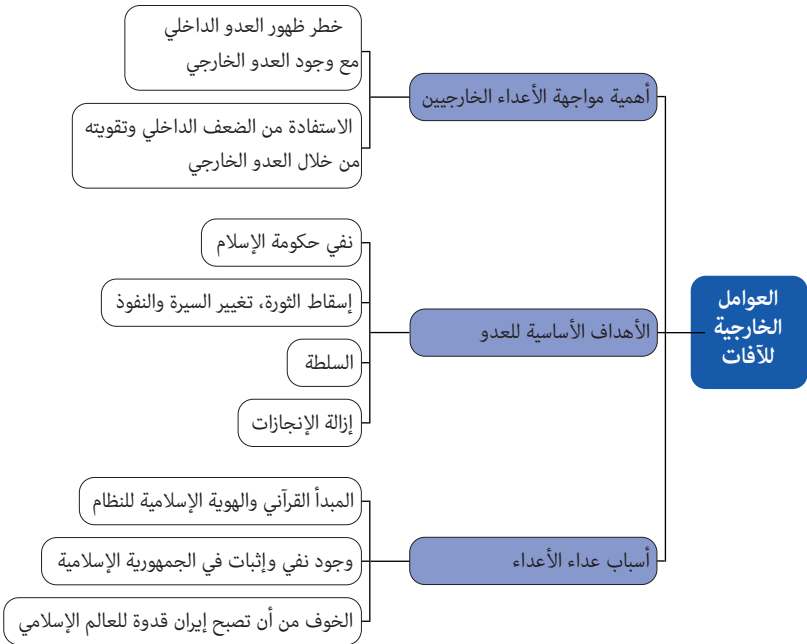 العوامل
الخارجية
للآفات
أهمية مواجهة الأعداء الخارجيين
خطر ظهور العدو الداخلي
مع وجود العدو الخارجي
الاستفادة من الضعف الداخلي وتقويته
من خلال العدو الخارجي
الأهداف الأساسية للعدو
نفي حكومة الإسلام
إسقاط الثورة، تغيير السيرة والنفوذ
السلطة
إزالة الإنجازات
أسباب عداء الأعداء
المبدأ القرآني والهوية الإسلامية للنظام
وجود نفي وإثبات في الجمهورية الإسلامية
الخوف من أن تصبح إيران قدوة للعالم الإسلامي